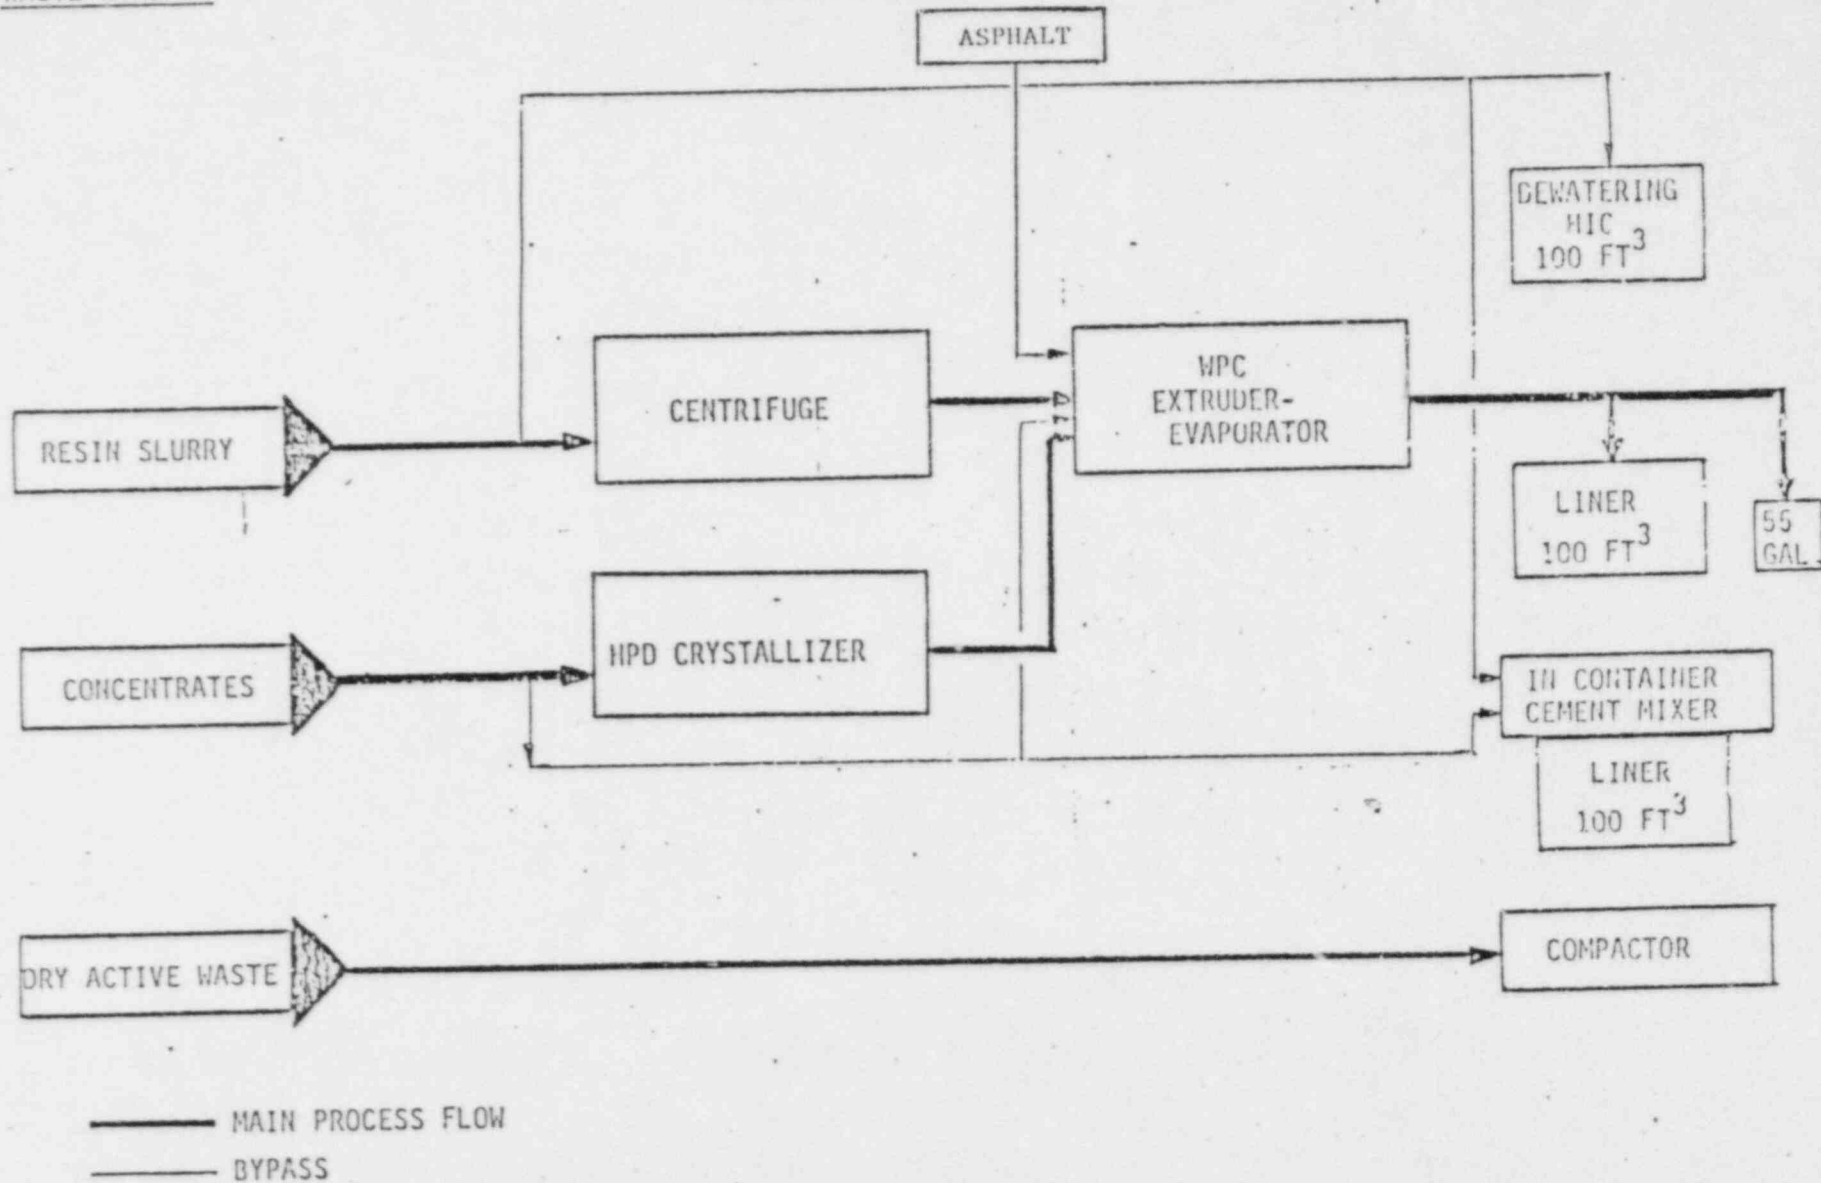 ASPHALT
DEWATERING
HIC
100 FT³
WPC
EXTRUDER-
EVAPORATOR
CENTRIFUGE
RESIN SLURRY
LINER
100 FT³
55
GAL.
HPD CRYSTALLIZER
CONCENTRATES
IN CONTAINER
CEMENT MIXER
LINER
100 FT³
DRY ACTIVE WASTE
COMPACTOR
MAIN PROCESS FLOW
BYPASS